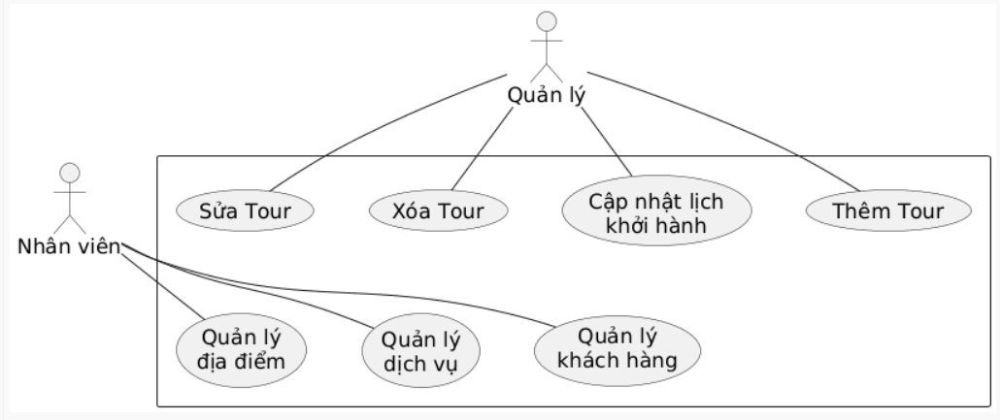 Quản lý
Nhân viên
Sửa Tour
Xóa Tour
Cập nhật lịch
khởi hành
Thêm Tour
Quản lý
địa điểm
Quản lý
dịch vụ
Quản lý
khách hàng